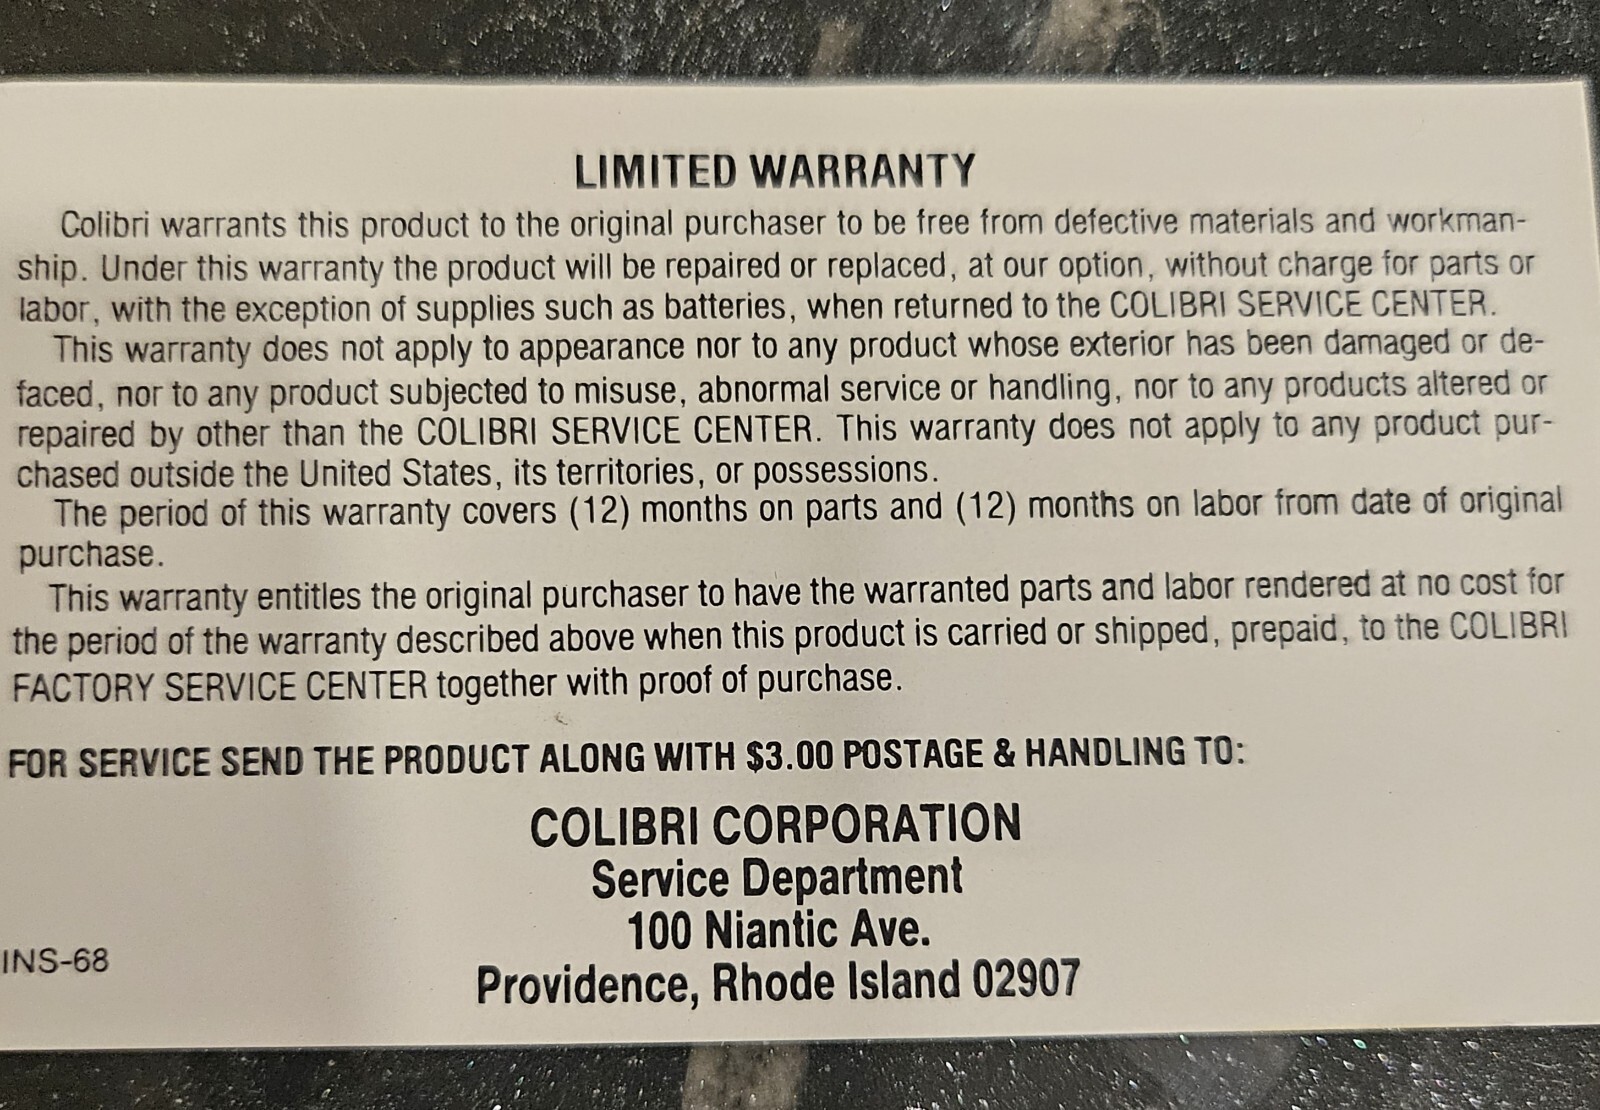 LIMITED WARRANTY
Colibri warrants this product to the original purchaser to be free from defective materials and workman-
ship. Under this warranty the product will be repaired or replaced, at our option, without charge for parts or
labor, with the exception of supplies such as batteries, when returned to the COLIBRI SERVICE CENTER.
This warranty does not apply to appearance nor to any product whose exterior has been damaged or de-
faced, nor to any product subjected to misuse, abnormal service or handling, nor to any products altered or
repaired by other than the COLIBRI SERVICE CENTER. This warranty does not apply to any product pur-
chased outside the United States, its territories, or possessions.
The period of this warranty covers (12) months on parts and (12) months on labor from date of original
purchase.
This warranty entitles the original purchaser to have the warranted parts and labor rendered at no cost for
the period of the warranty described above when this product is carried or shipped, prepaid, to the COLIBRI
FACTORY SERVICE CENTER together with proof of purchase.
FOR SERVICE SEND THE PRODUCT ALONG WITH $3.00 POSTAGE & HANDLING TO:
COLIBRI CORPORATION
Service Department
100 Niantic Ave.
Providence, Rhode Island 02907
INS-68